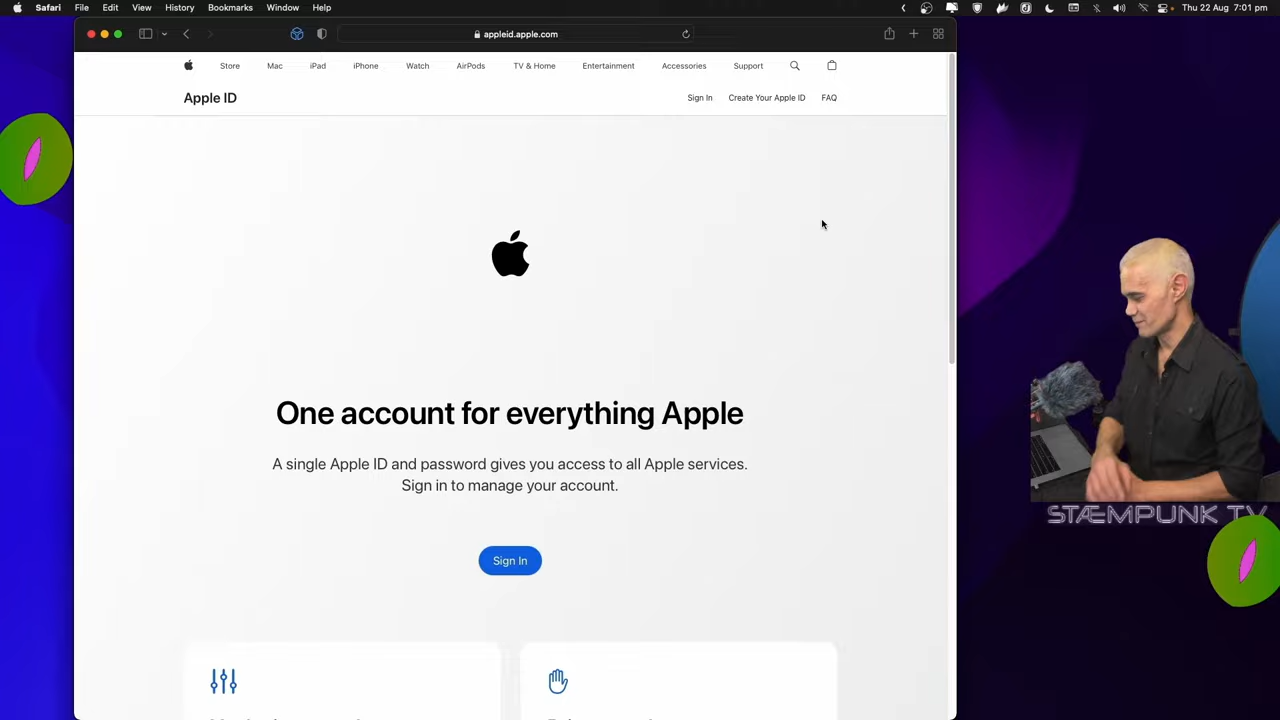 Safari File Edit View History Bookmarks Window Help Thu 22 Aug 7:01 pm
appleid.apple.com
Store Mac iPad iPhone Watch AirPods TV & Home Entertainment Accessories Support
Apple ID Sign In Create Your Apple ID FAQ
One account for everything Apple
A single Apple ID and password gives you access to all Apple services.
Sign in to manage your account.
STÆMPUNK TV
Sign In